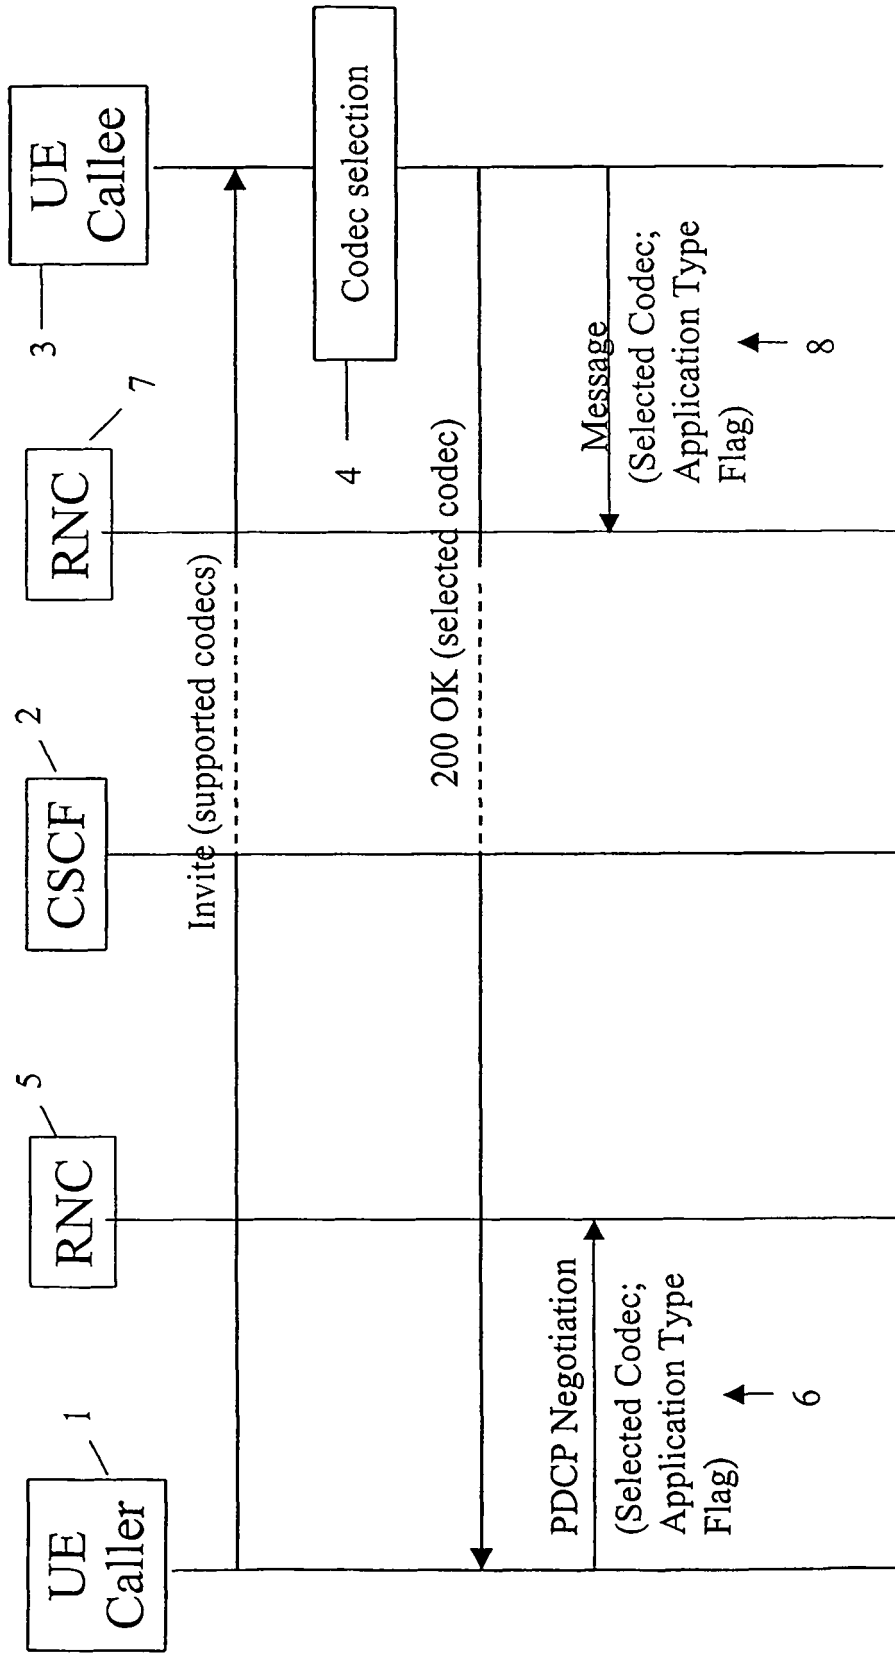 UE
Caller
1
RNC
5
CSCF
2
RNC
7
UE
Callee
3
Invite (supported codecs)
Codec selection
4
200 OK (selected codec)
PDCP Negotiation
(Selected Codec;
Application Type
Flag)
6
Message
(Selected Codec;
Application Type
Flag)
8